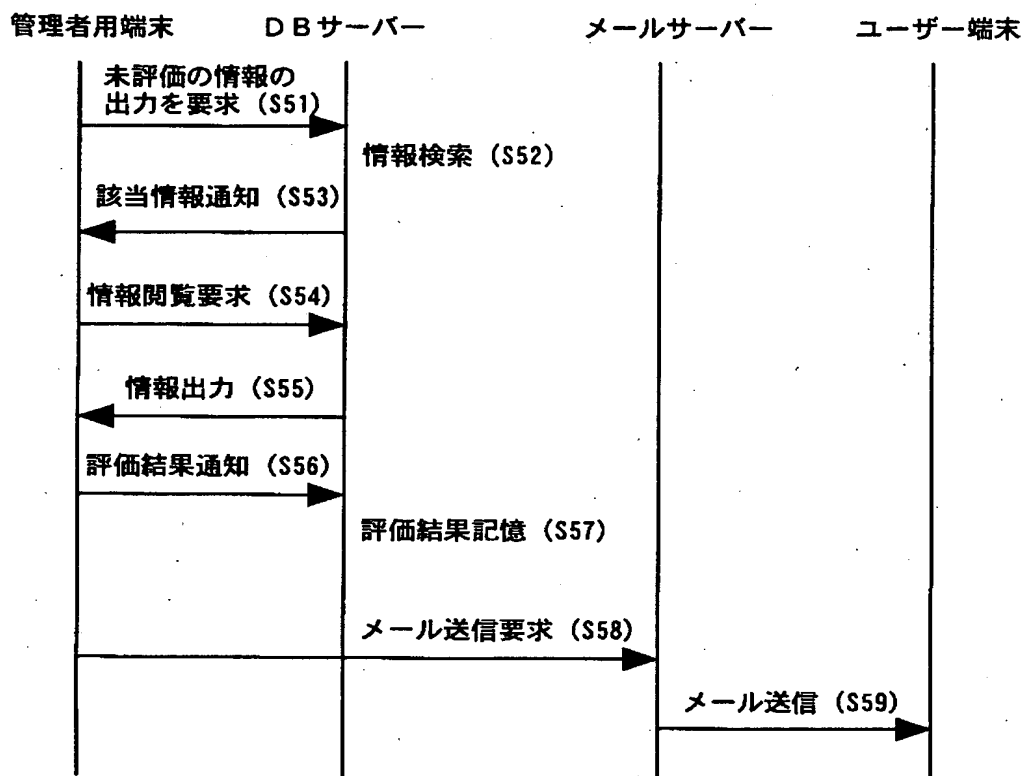 管理者用端末 DBサーバー メールサーバー ユーザー端末
未評価の情報の
出力を要求 (S51)
情報検索 (S52)
該当情報通知 (S53)
情報閲覧要求 (S54)
情報出力 (S55)
評価結果通知 (S56)
評価結果記憶 (S57)
メール送信要求 (S58)
メール送信 (S59)